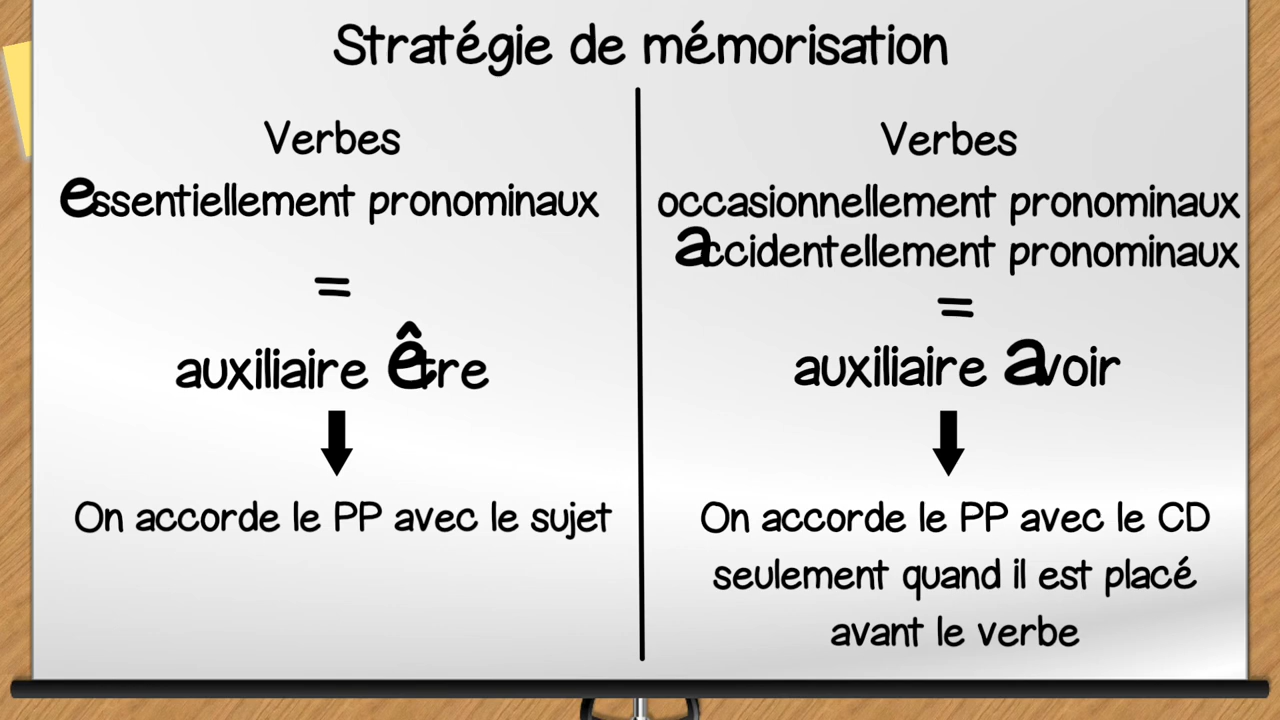 Stratégie de mémorisation
Verbes
essentiellement pronominaux
=
auxiliaire être
On accorde le PP avec le sujet
Verbes
occasionnellement pronominaux
accidentellement pronominaux
=
auxiliaire avoir
On accorde le PP avec le CD
seulement quand il est placé
avant le verbe